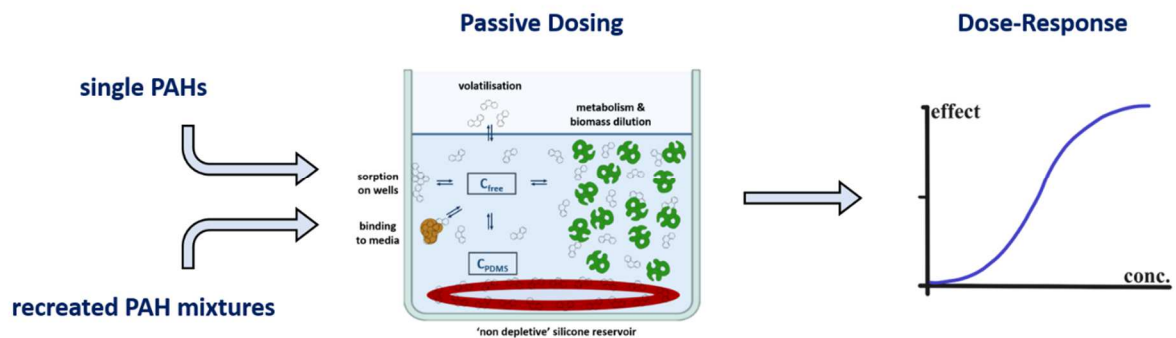 Passive Dosing
Dose-Response
single PAHs
recreated PAH mixtures
volatilisation
metabolism &
biomass dilution
sorption
on wells
Cfree
binding
to media
CPDMS
'non depletive' silicone reservoir
effect
conc.